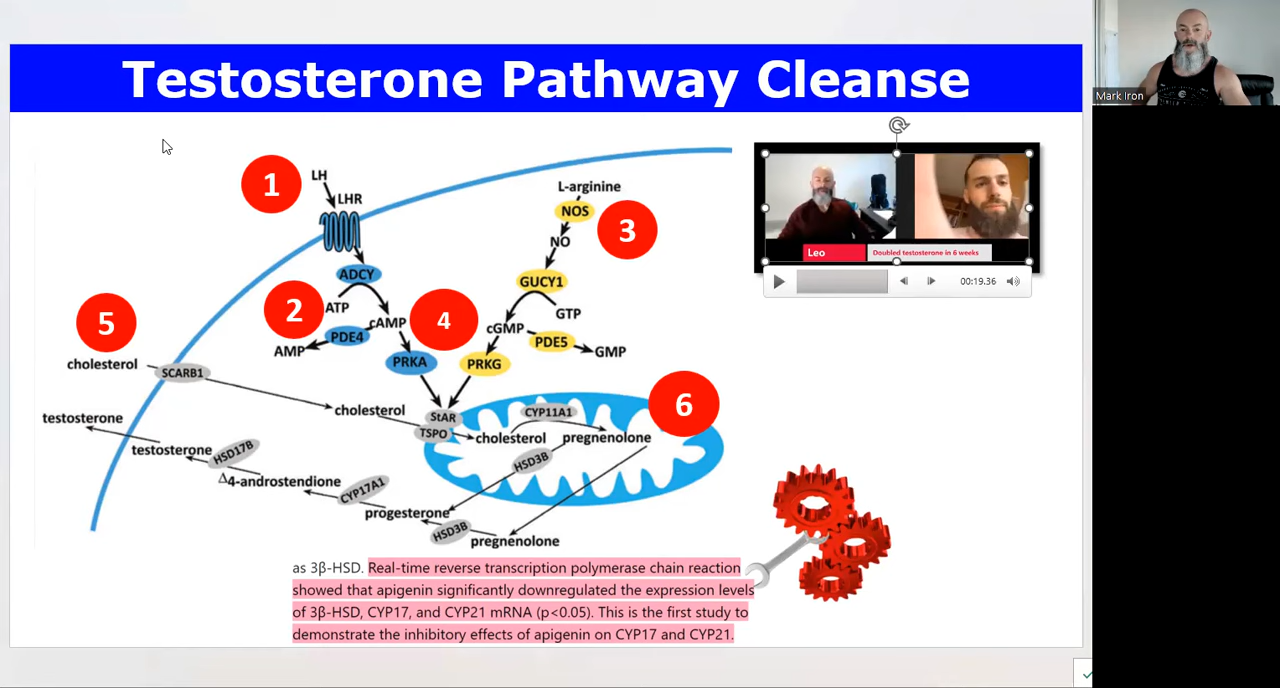 Testosterone Pathway Cleanse
Mark Iron
1
LH
LHR
L-arginine
NOS
3
NO
ADCY
GUCY1
2
ATP
cAMP
4
GTP
cGMP
PDE4
AMP
PDE5
GMP
PRKA
PRKG
5
cholesterol
SCARB1
6
cholesterol
StAR
TSPO
CYP11A1
cholesterol
pregnenolone
testosterone
testosterone
HSD17B
HSD3B
Δ4-androstendione
CYP17A1
progesterone
HSD3B
pregnenolone
Leo
Doubled testosterone in 6 weeks
00:19.36
as 3β-HSD. Real-time reverse transcription polymerase chain reaction
showed that apigenin significantly downregulated the expression levels
of 3β-HSD, CYP17, and CYP21 mRNA (p<0.05). This is the first study to
demonstrate the inhibitory effects of apigenin on CYP17 and CYP21.